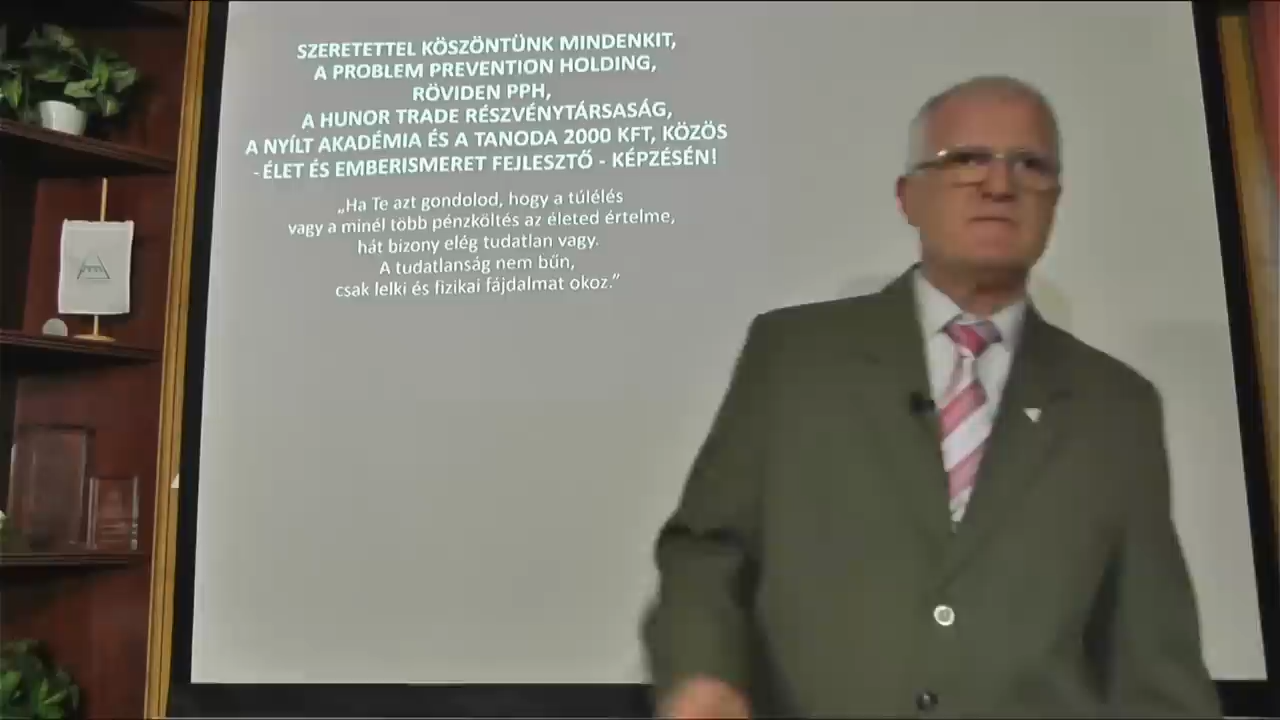 SZERETETTEL KÖSZÖNTÜNK MINDENKIT,
A PROBLEM PREVENTION HOLDING,
RÖVIDEN PPH,
A HUNOR TRADE RÉSZVÉNYTÁRSASÁG,
A NYÍLT AKADÉMIA ÉS A TANODA 2000 KFT, KÖZÖS
- ÉLET ÉS EMBERISMERET FEJLESZTŐ - KÉPZÉSÉN!
„Ha Te azt gondolod, hogy a túlélés
vagy a minél több pénzköltés az életed értelme,
hát bizony elég tudatlan vagy.
A tudatlanság nem bűn,
csak lelki és fizikai fájdalmat okoz.”